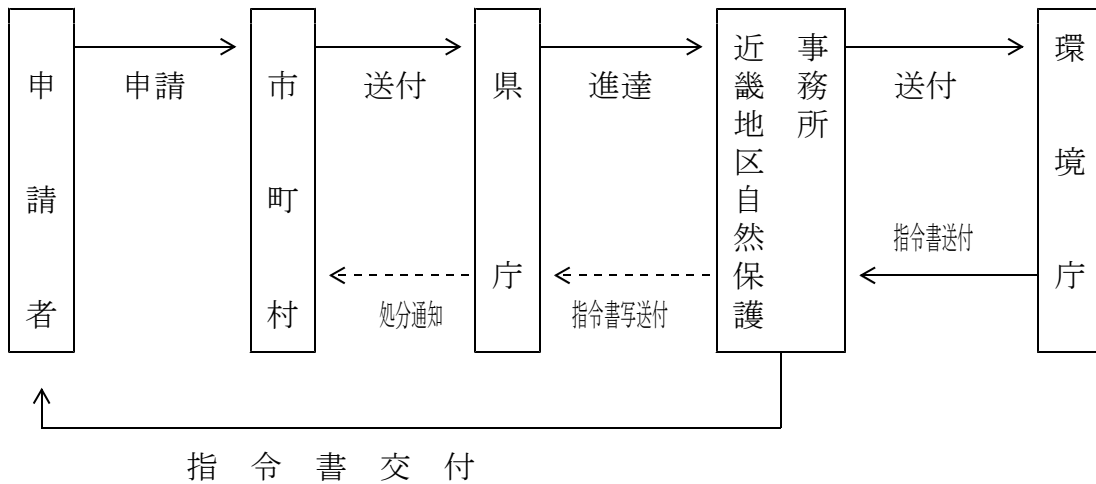 申請者
申請
市町村
送付
県庁
進達
近畿地区自然保護
事務所
送付
環境庁
指令書送付
処分通知
指令書写送付
指令書交付